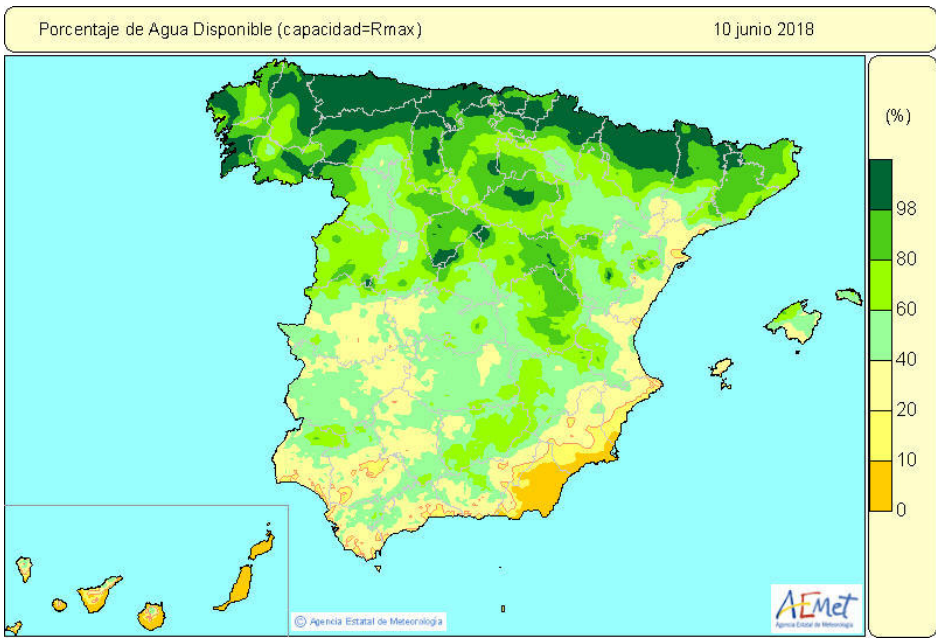 Porcentaje de Agua Disponible (capacidad=Rmax) 10 junio 2018
(%)
98
80
60
40
20
10
0
© Agencia Estatal de Meteorología
AEmet
Agencia Estatal de Meteorología